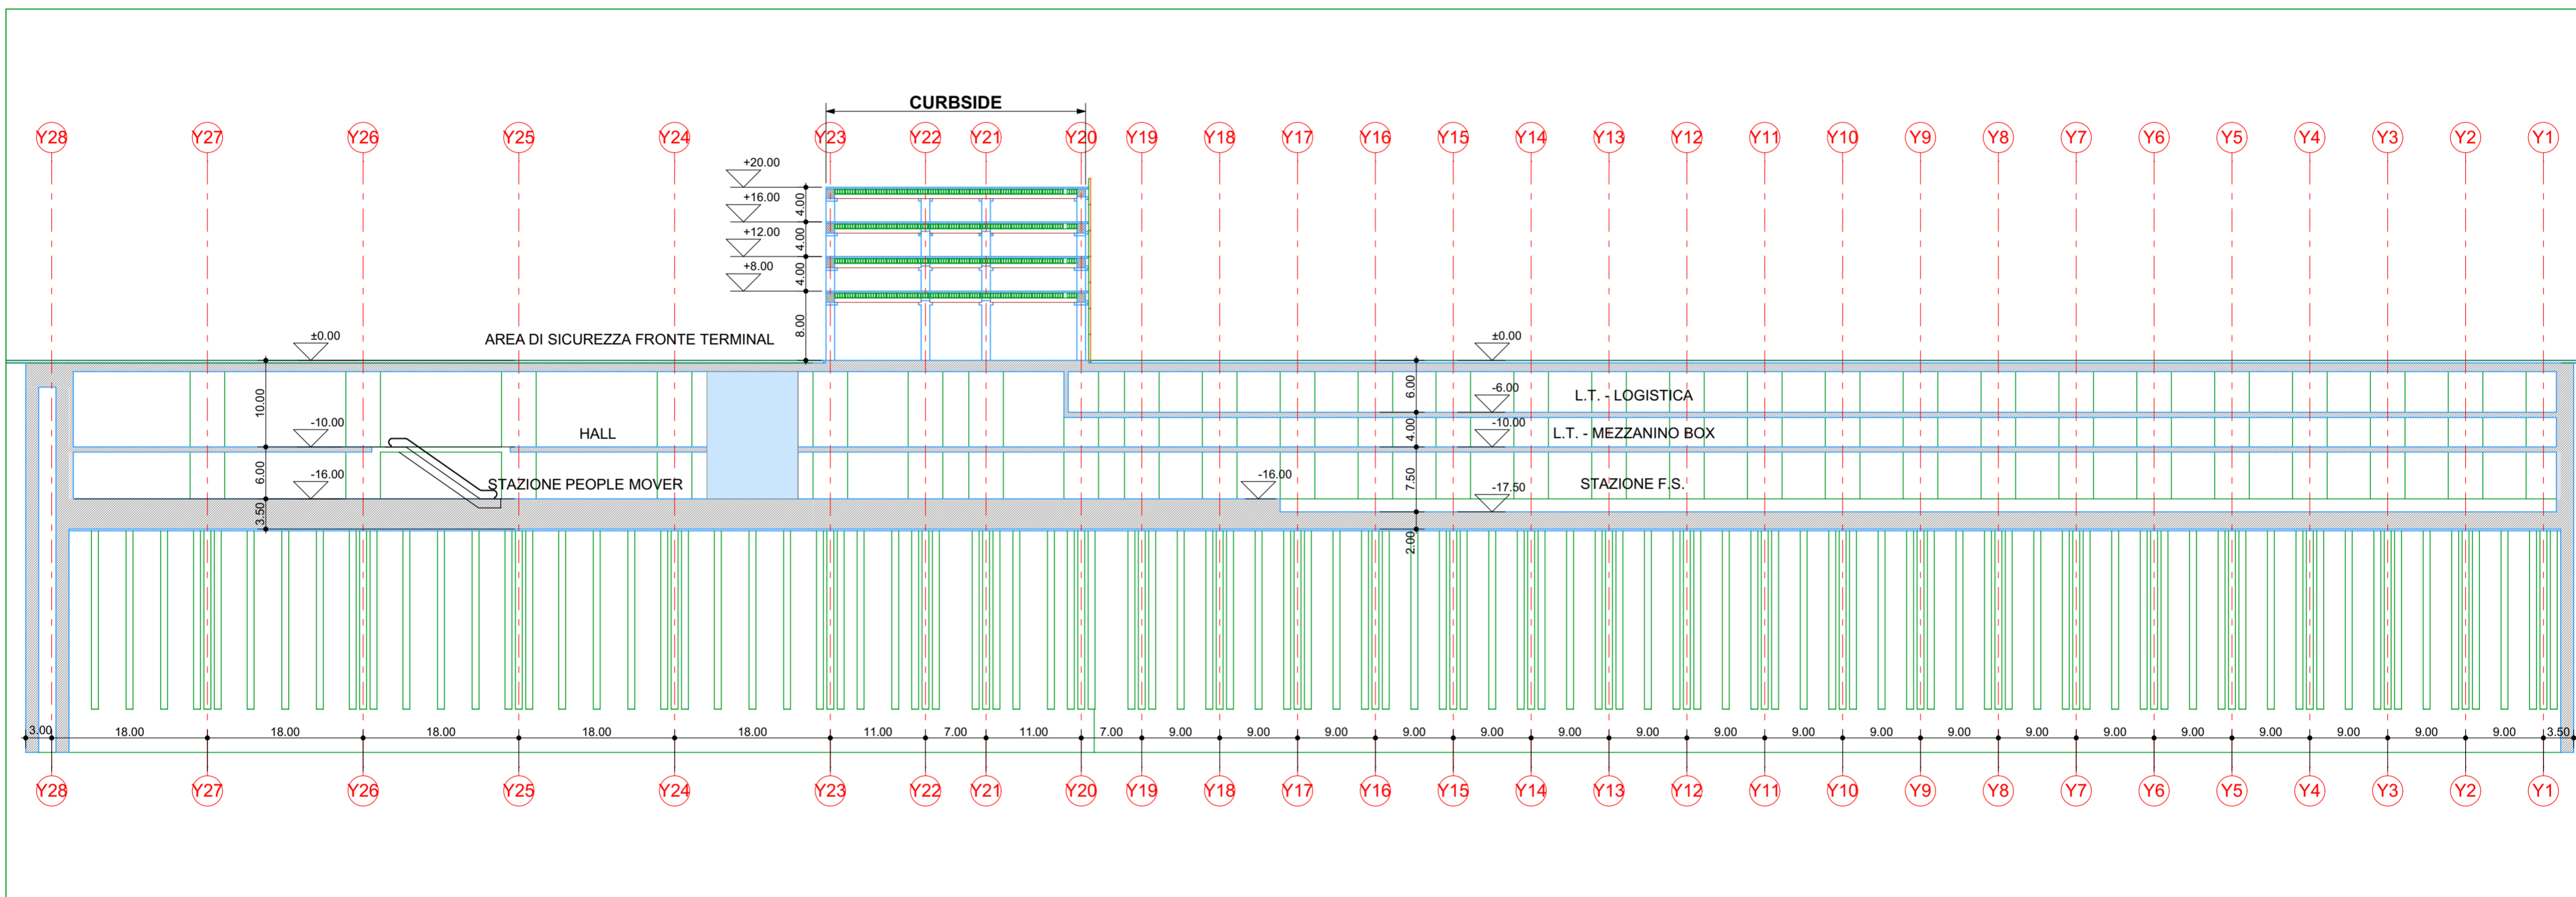 CURBSIDE
Y28 Y27 Y26 Y25 Y24 Y23 Y22 Y21 Y20 Y19 Y18 Y17 Y16 Y15 Y14 Y13 Y12 Y11 Y10 Y9 Y8 Y7 Y6 Y5 Y4 Y3 Y2 Y1
+20.00
4.00
+16.00
4.00
+12.00
4.00
+8.00
8.00
AREA DI SICUREZZA FRONTE TERMINAL
±0.00
±0.00
10.00
6.00
-6.00
L.T. - LOGISTICA
-10.00
HALL
4.00
-10.00
L.T. - MEZZANINO BOX
6.00
-16.00
STAZIONE PEOPLE MOVER
-16.00
7.50
-17.50
STAZIONE F.S.
3.50
2.00
3.00 18.00 18.00 18.00 18.00 18.00 11.00 7.00 11.00 7.00 9.00 9.00 9.00 9.00 9.00 9.00 9.00 9.00 9.00 9.00 9.00 9.00 9.00 9.00 9.00 9.00 9.00 9.00 3.50
Y28 Y27 Y26 Y25 Y24 Y23 Y22 Y21 Y20 Y19 Y18 Y17 Y16 Y15 Y14 Y13 Y12 Y11 Y10 Y9 Y8 Y7 Y6 Y5 Y4 Y3 Y2 Y1